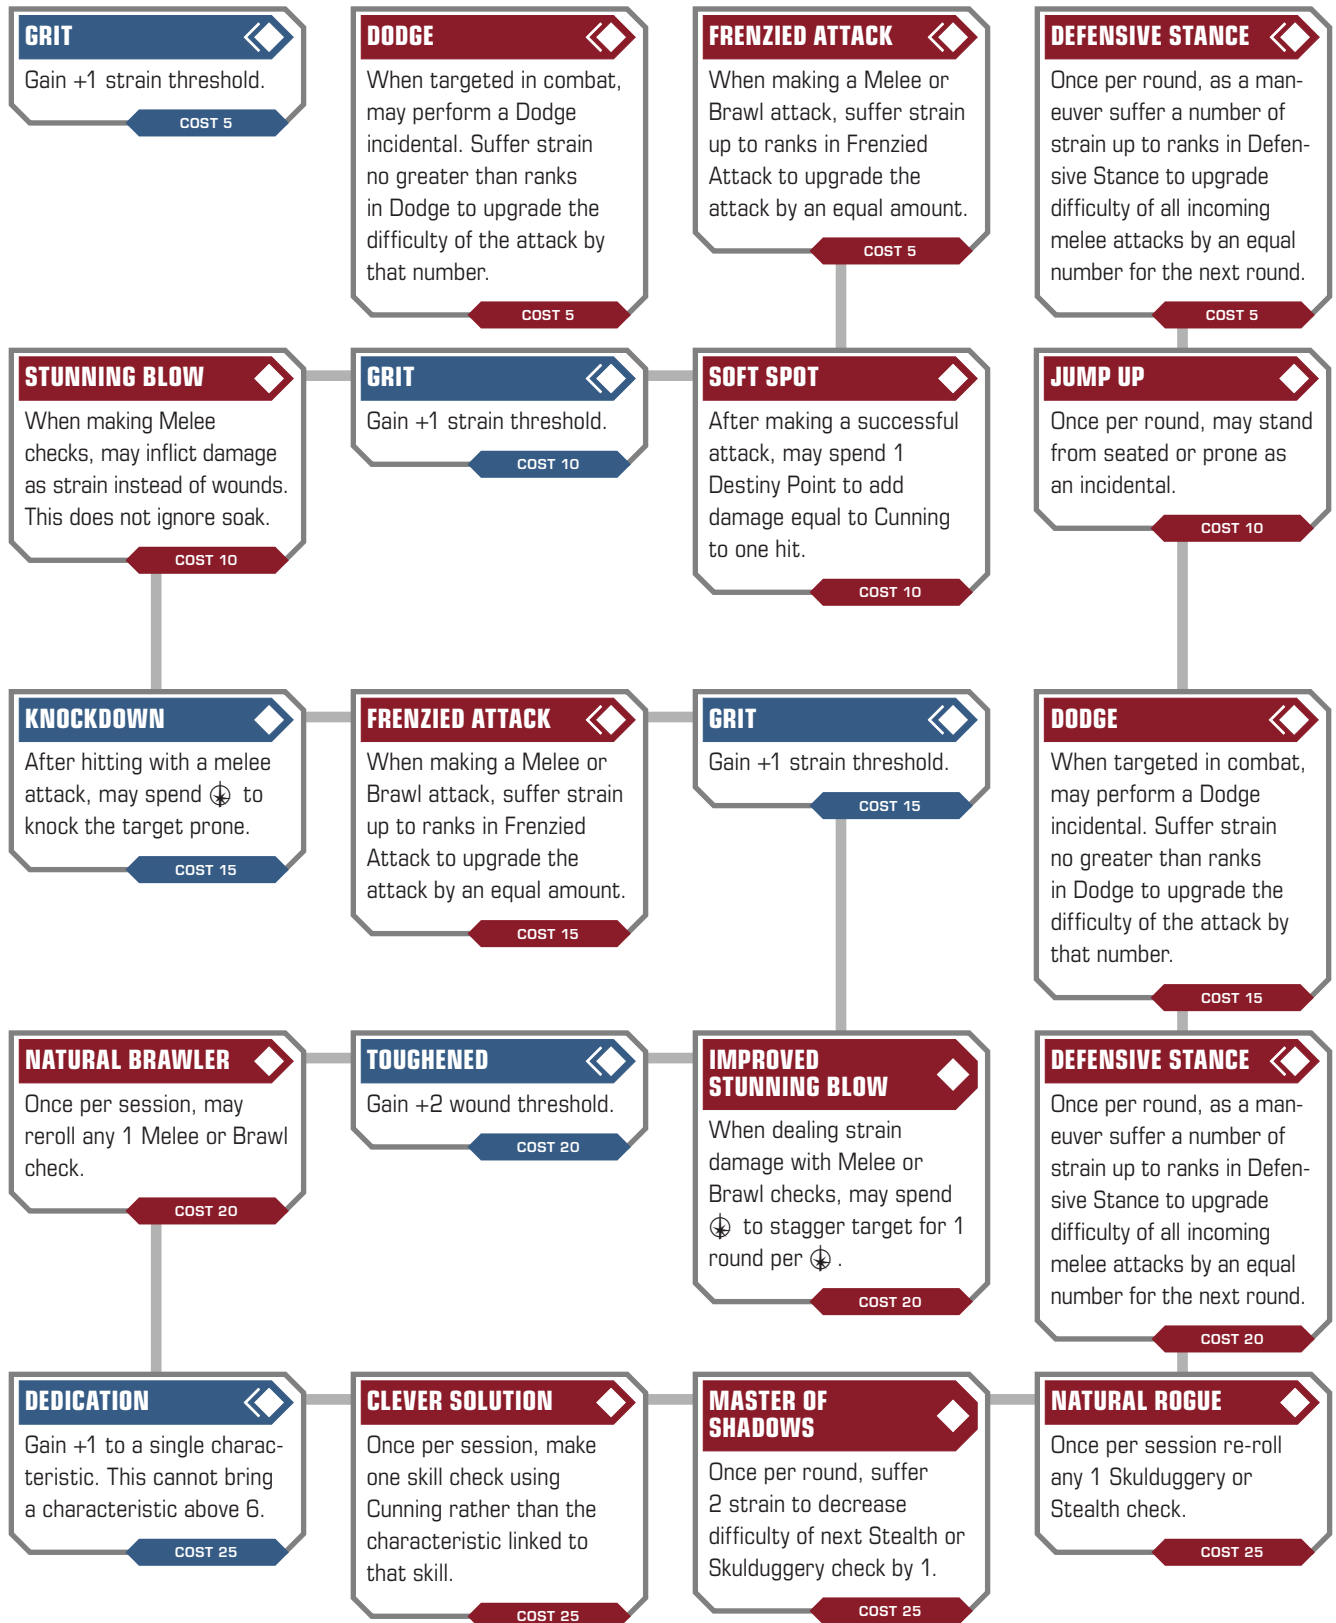 GRIT
Gain +1 strain threshold.
COST 5
DODGE
When targeted in combat,
may perform a Dodge
incidental. Suffer strain
no greater than ranks
in Dodge to upgrade the
difficulty of the attack by
that number.
COST 5
FRENZIED ATTACK
When making a Melee or
Brawl attack, suffer strain
up to ranks in Frenzied
Attack to upgrade the
attack by an equal amount.
COST 5
DEFENSIVE STANCE
Once per round, as a man-
euver suffer a number of
strain up to ranks in Defen-
sive Stance to upgrade
difficulty of all incoming
melee attacks by an equal
number for the next round.
COST 5
STUNNING BLOW
When making Melee
checks, may inflict damage
as strain instead of wounds.
This does not ignore soak.
COST 10
GRIT
Gain +1 strain threshold.
COST 10
SOFT SPOT
After making a successful
attack, may spend 1
Destiny Point to add
damage equal to Cunning
to one hit.
COST 10
JUMP UP
Once per round, may stand
from seated or prone as
an incidental.
COST 10
KNOCKDOWN
After hitting with a melee
attack, may spend to
knock the target prone.
COST 15
FRENZIED ATTACK
When making a Melee or
Brawl attack, suffer strain
up to ranks in Frenzied
Attack to upgrade the
attack by an equal amount.
COST 15
GRIT
Gain +1 strain threshold.
COST 15
DODGE
When targeted in combat,
may perform a Dodge
incidental. Suffer strain
no greater than ranks
in Dodge to upgrade the
difficulty of the attack by
that number.
COST 15
NATURAL BRAWLER
Once per session, may
reroll any 1 Melee or Brawl
check.
COST 20
TOUGHENED
Gain +2 wound threshold.
COST 20
IMPROVED
STUNNING BLOW
When dealing strain
damage with Melee or
Brawl checks, may spend
to stagger target for 1
round per .
COST 20
DEFENSIVE STANCE
Once per round, as a man-
euver suffer a number of
strain up to ranks in Defen-
sive Stance to upgrade
difficulty of all incoming
melee attacks by an equal
number for the next round.
COST 20
DEDICATION
Gain +1 to a single charac-
teristic. This cannot bring
a characteristic above 6.
COST 25
CLEVER SOLUTION
Once per session, make
one skill check using
Cunning rather than the
characteristic linked to
that skill.
COST 25
MASTER OF
SHADOWS
Once per round, suffer
2 strain to decrease
difficulty of next Stealth or
Skulduggery check by 1.
COST 25
NATURAL ROGUE
Once per session re-roll
any 1 Skulduggery or
Stealth check.
COST 25